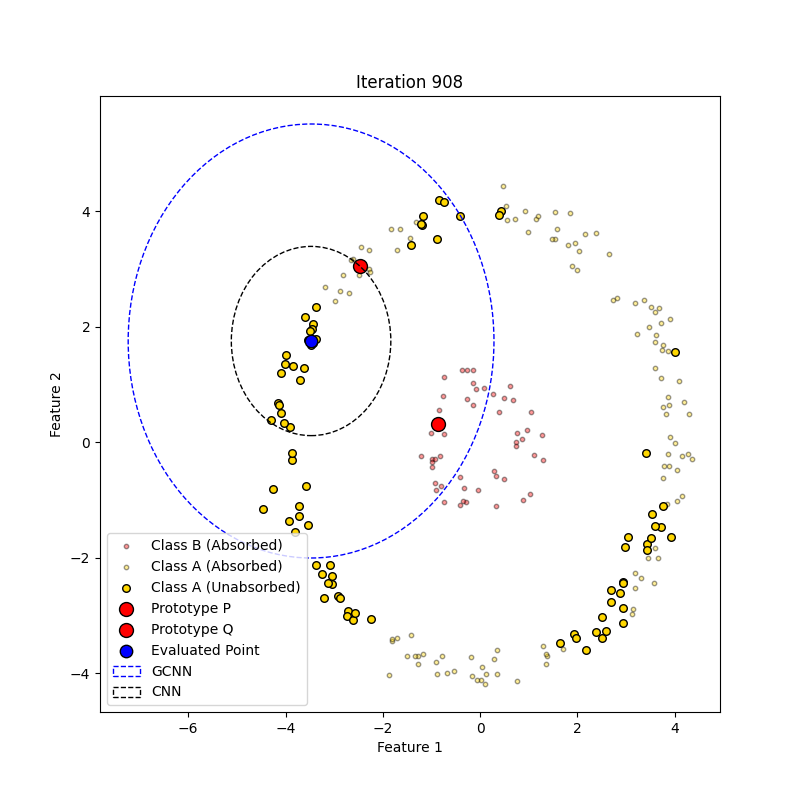 Iteration 908
4
2
0
−2
−4
Feature 2
Class B (Absorbed)
Class A (Absorbed)
Class A (Unabsorbed)
Prototype P
Prototype Q
Evaluated Point
GCNN
CNN
−6 −4 −2 0 2 4
Feature 1